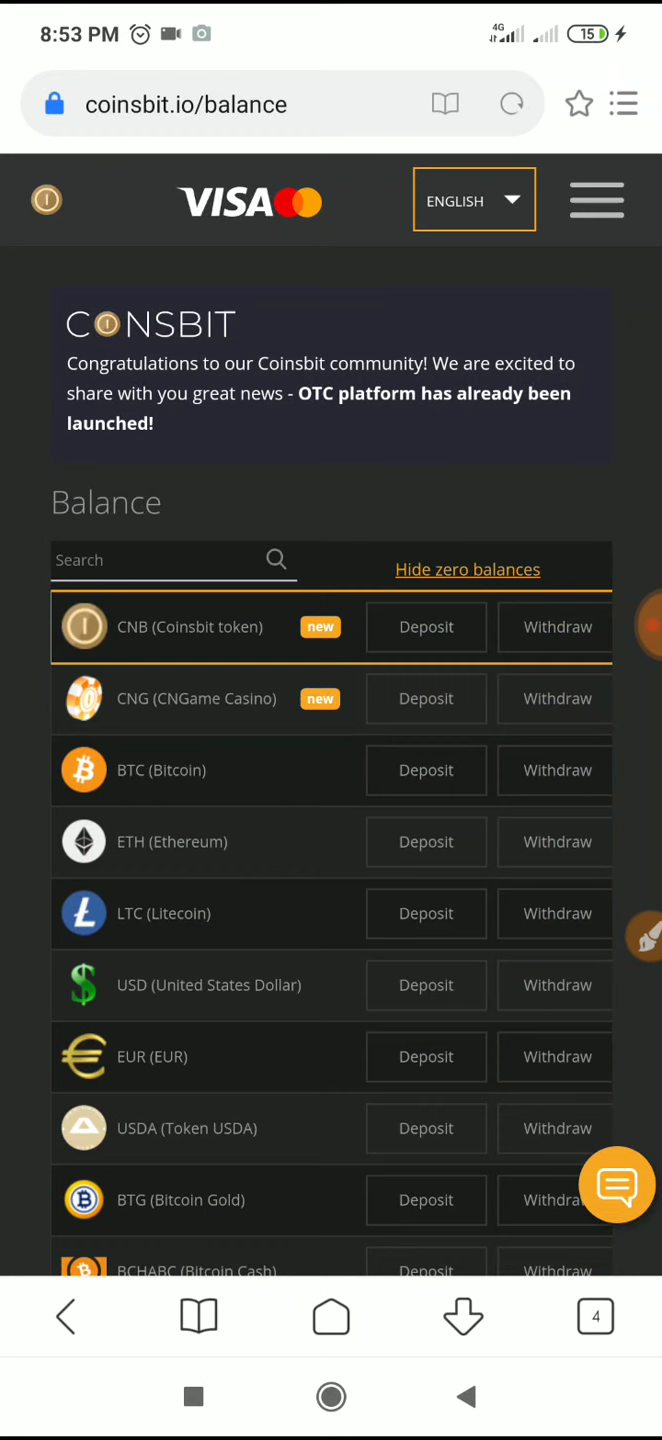 8:53 PM
4G
15
coinsbit.io/balance
VISA
ENGLISH
COINSBIT
Congratulations to our Coinsbit community! We are excited to
share with you great news - OTC platform has already been
launched!
Balance
Search
Hide zero balances
CNB (Coinsbit token) new Deposit Withdraw
CNG (CNGame Casino) new Deposit Withdraw
BTC (Bitcoin) Deposit Withdraw
ETH (Ethereum) Deposit Withdraw
LTC (Litecoin) Deposit Withdraw
USD (United States Dollar) Deposit Withdraw
EUR (EUR) Deposit Withdraw
USDA (Token USDA) Deposit Withdraw
BTG (Bitcoin Gold) Deposit Withdra
BCHABC (Bitcoin Cash) Deposit Withdraw
4